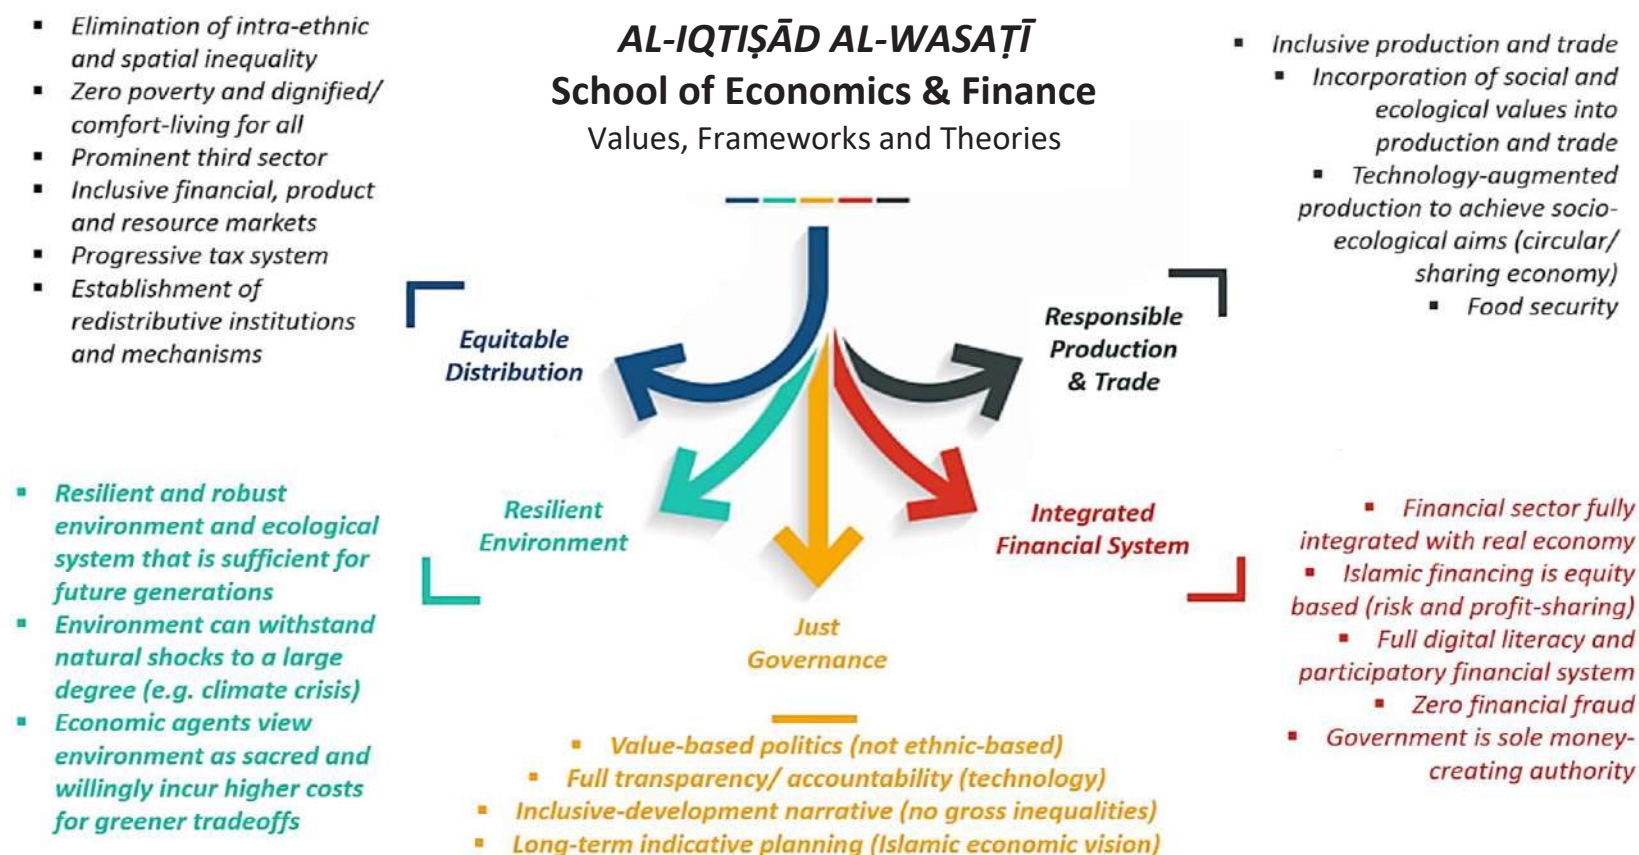 AL-IQTIṢĀD AL-WASAṬĪ
School of Economics & Finance
Values, Frameworks and Theories
▪ Elimination of intra-ethnic
and spatial inequality
▪ Zero poverty and dignified/
comfort-living for all
▪ Prominent third sector
▪ Inclusive financial, product
and resource markets
▪ Progressive tax system
▪ Establishment of
redistributive institutions
and mechanisms
Equitable
Distribution
▪ Inclusive production and trade
▪ Incorporation of social and
ecological values into
production and trade
▪ Technology-augmented
production to achieve socio-
ecological aims (circular/
sharing economy)
▪ Food security
Responsible
Production
& Trade
▪ Resilient and robust
environment and ecological
system that is sufficient for
future generations
▪ Environment can withstand
natural shocks to a large
degree (e.g. climate crisis)
▪ Economic agents view
environment as sacred and
willingly incur higher costs
for greener tradeoffs
Resilient
Environment
Integrated
Financial System
▪ Financial sector fully
integrated with real economy
▪ Islamic financing is equity
based (risk and profit-sharing)
▪ Full digital literacy and
participatory financial system
▪ Zero financial fraud
▪ Government is sole money-
creating authority
Just
Governance
▪ Value-based politics (not ethnic-based)
▪ Full transparency/ accountability (technology)
▪ Inclusive-development narrative (no gross inequalities)
▪ Long-term indicative planning (Islamic economic vision)